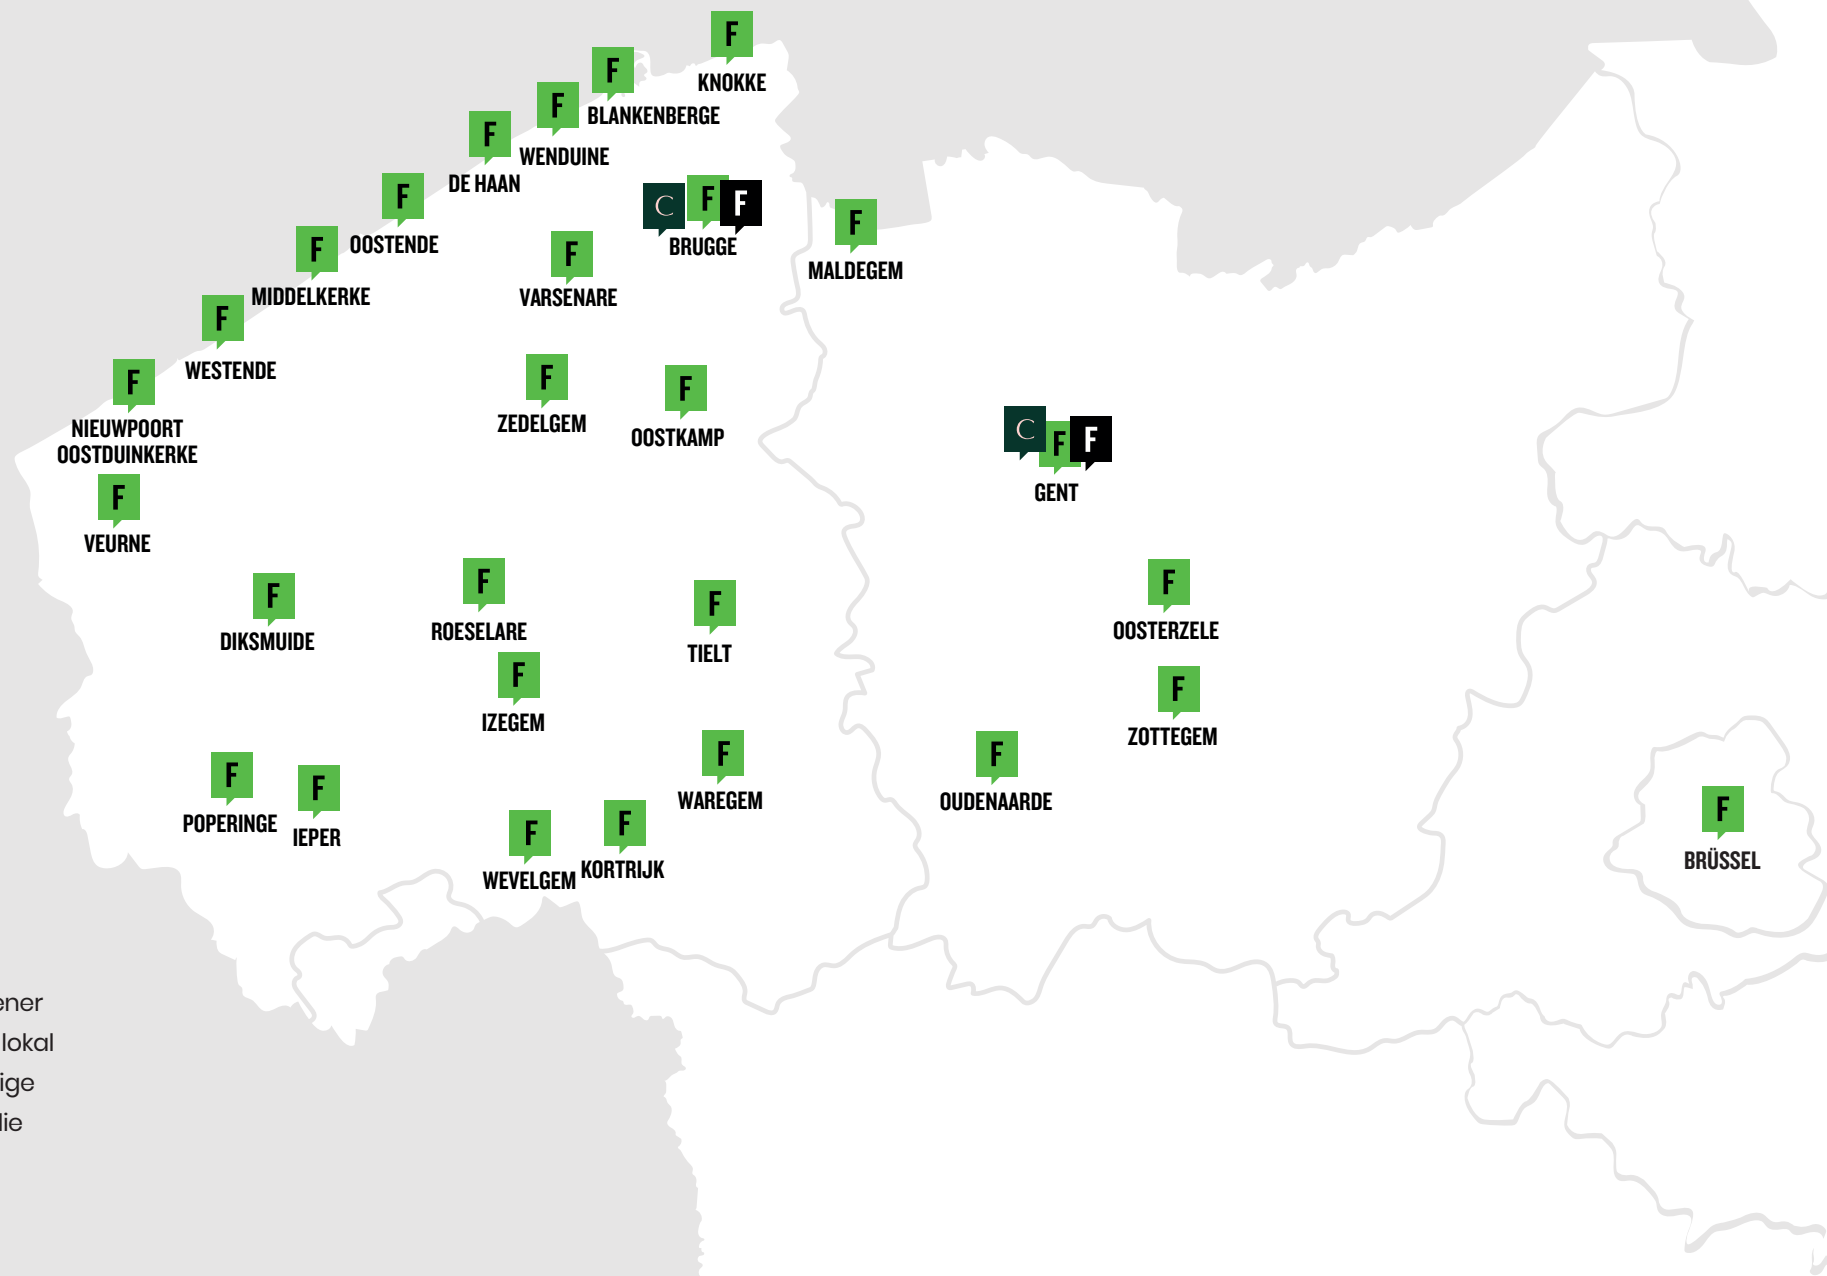 F
KNOKKE
F
BLANKENBERGE
F
WENDUINE
F
DE HAAN
F
OOSTENDE
C F F
BRUGGE
F
MALDEGEM
F
MIDDELKERKE
F
VARSENARE
F
WESTENDE
F
NIEUWPOORT
OOSTDUINKERKE
F
ZEDELGEM
F
OOSTKAMP
C F F
GENT
F
VEURNE
F
DIKSMUIDE
F
ROESELARE
F
TIELT
F
OOSTERZELE
F
IZEGEM
F
ZOTTEGEM
F
POPERINGE
F
IEPER
F
WEVELGEM
F
KORTRIJK
F
WAREGEM
F
OUDENAARDE
F
BRÜSSEL
ener
lokal
ige
lie